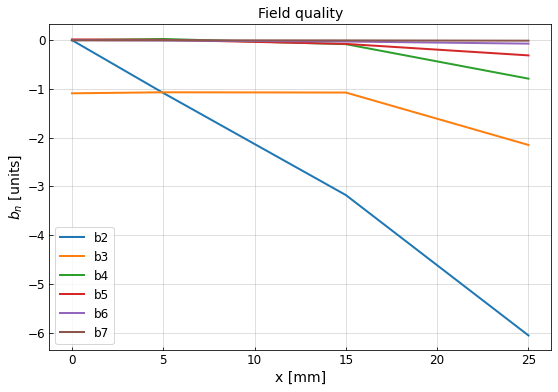 Field quality
0
−1
−2
−3
−4
−5
−6
b_n [units]
b2
b3
b4
b5
b6
b7
0 5 10 15 20 25
x [mm]